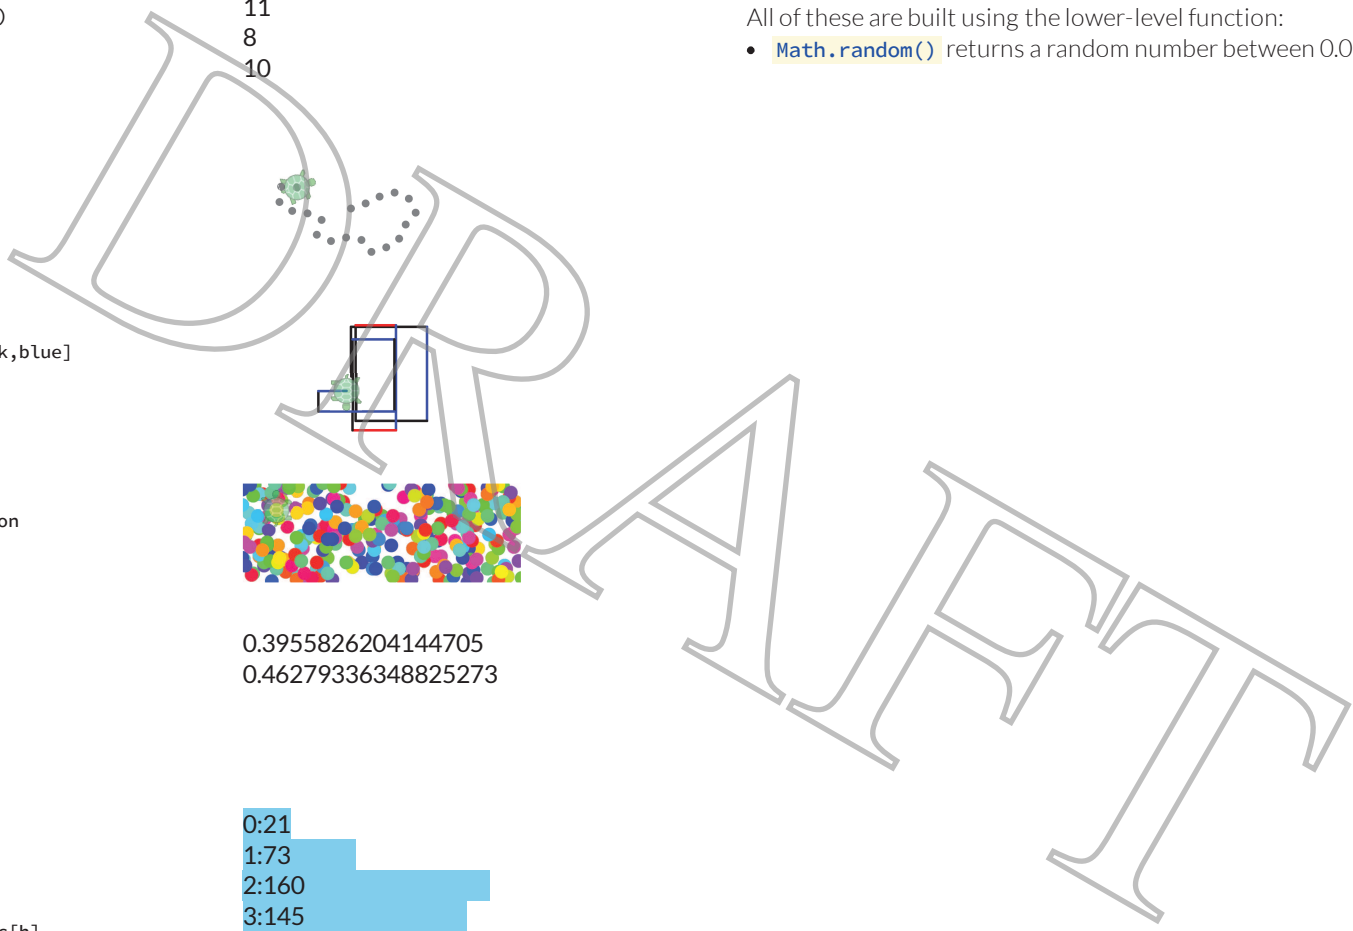 )
11
8
10
k,blue]
on
0.3955826204144705
0.46279336348825273
0:21
1:73
2:160
3:145
All of these are built using the lower-level function:
• Math.random() returns a random number between 0.0
DRAFT